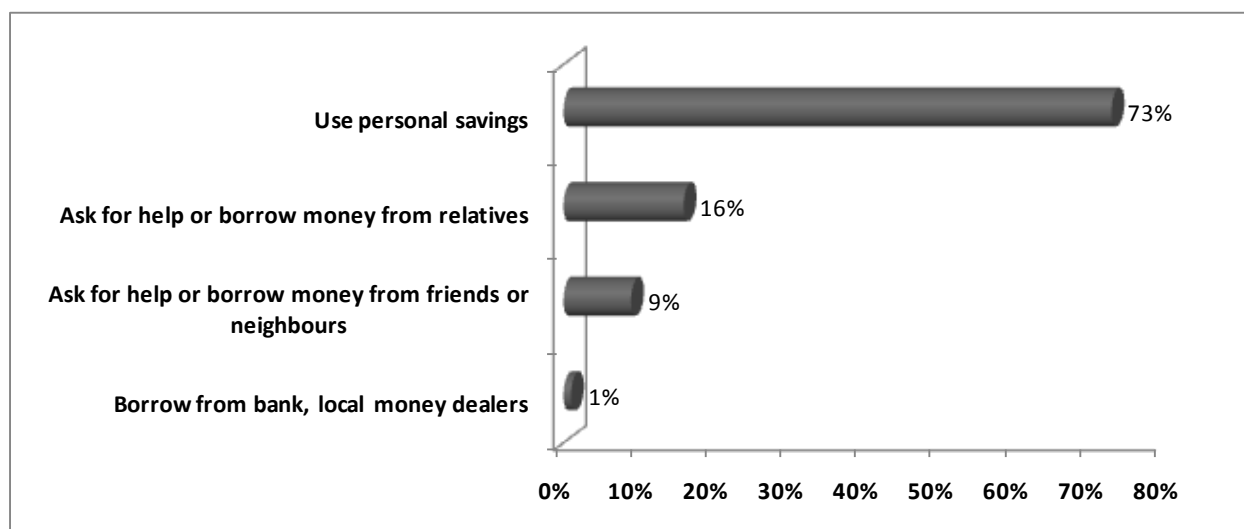 Use personal savings
73%
Ask for help or borrow money from relatives
16%
Ask for help or borrow money from friends or
neighbours
9%
Borrow from bank, local money dealers
1%
0% 10% 20% 30% 40% 50% 60% 70% 80%